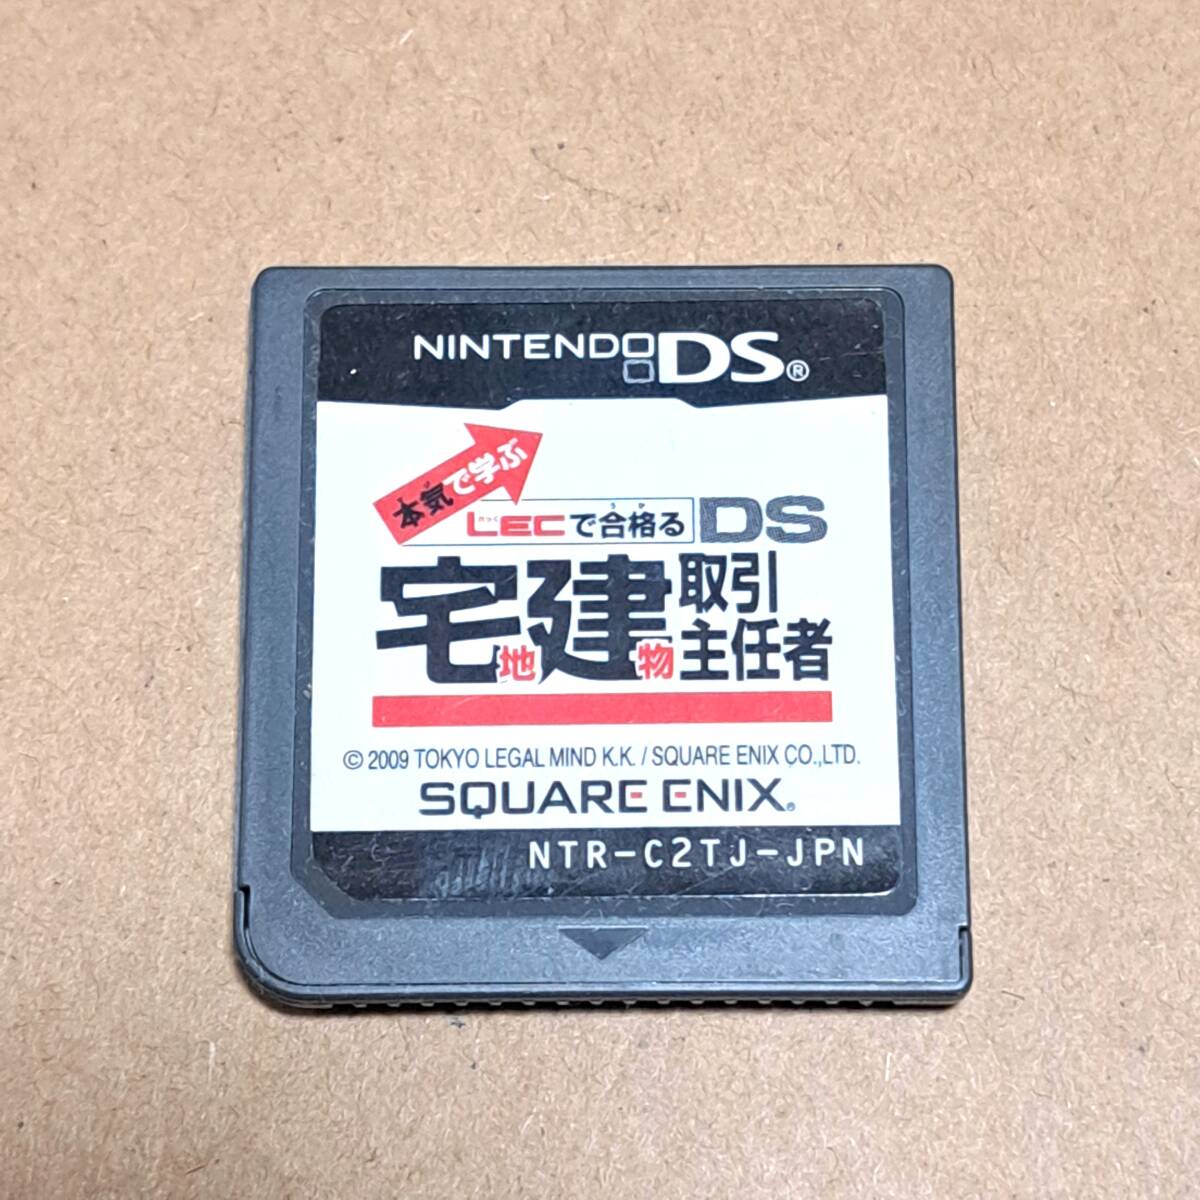 NINTENDO DS®
本気で学ぶ
LECで合格る DS
宅地建物
取引
主任者
© 2009 TOKYO LEGAL MIND K.K. / SQUARE ENIX CO.,LTD.
SQUARE ENIX®
NTR-C2TJ-JPN